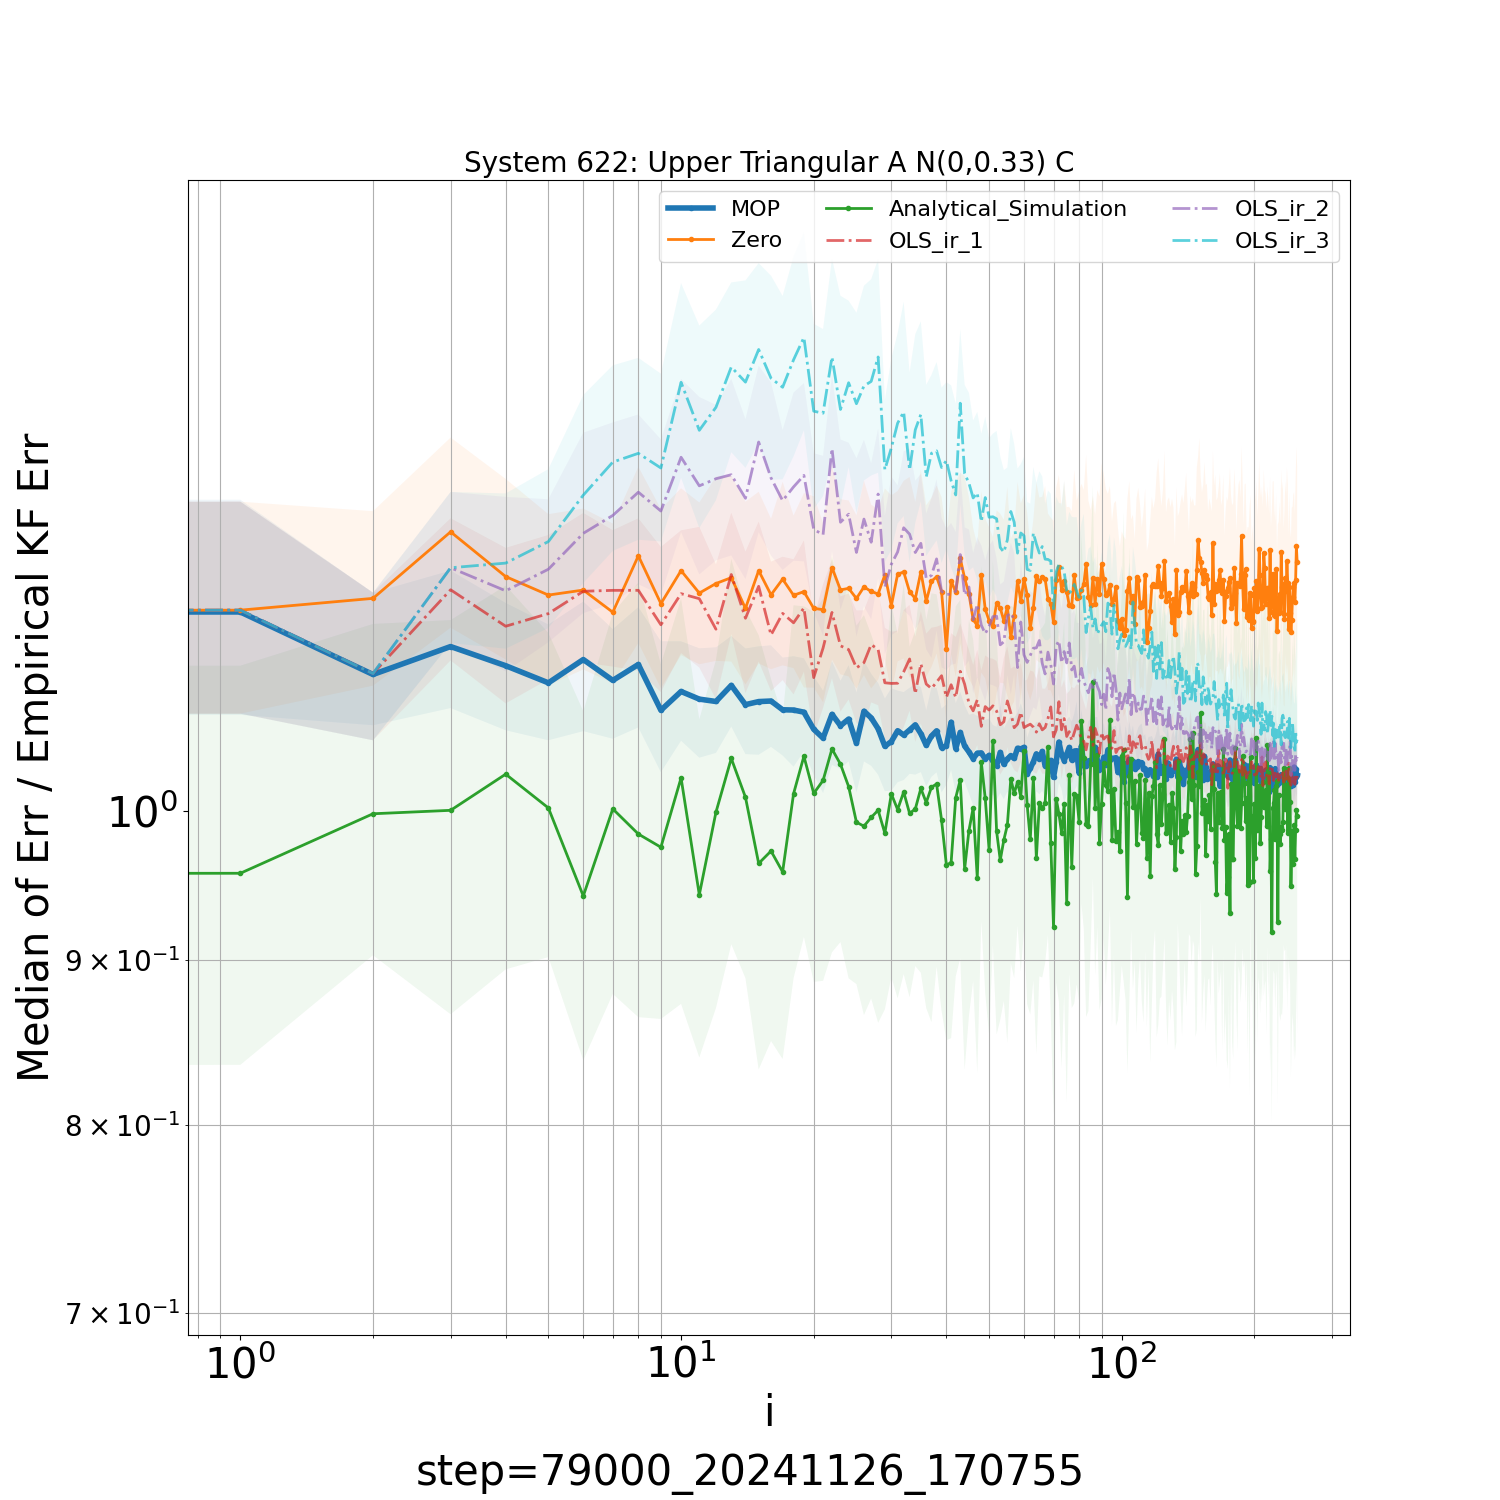 System 622: Upper Triangular A N(0,0.33) C
MOP
Zero
Analytical_Simulation
OLS_ir_1
OLS_ir_2
OLS_ir_3
Median of Err / Empirical KF Err
10⁰
9 × 10⁻¹
8 × 10⁻¹
7 × 10⁻¹
10⁰ 10¹ 10²
i
step=79000_20241126_170755